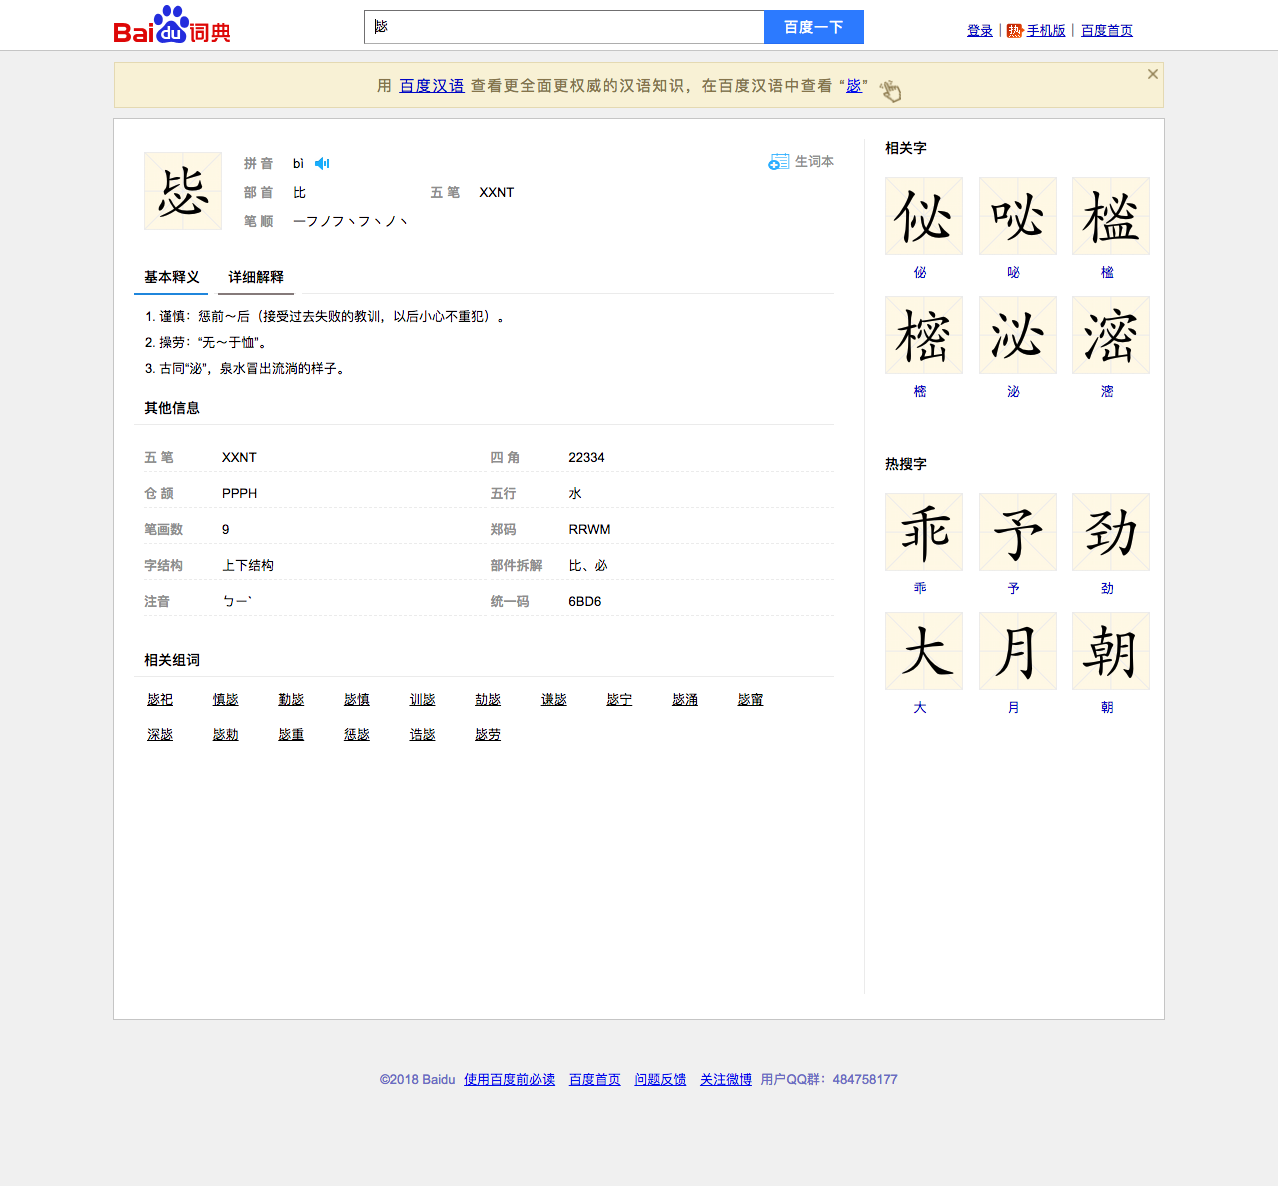 Baidu词典
毖
百度一下
登录 | 热 手机版 | 百度首页
用 百度汉语 查看更全面更权威的汉语知识，在百度汉语中查看 “毖”
毖
拼 音 bì
生词本
部 首 比 五 笔 XXNT
笔 顺 一フノフ丶フ丶ノ丶
基本释义 详细解释
1. 谨慎：惩前～后（接受过去失败的教训，以后小心不重犯）。
2. 操劳：“无～于恤”。
3. 古同“泌”，泉水冒出流淌的样子。
其他信息
五 笔 XXNT 四 角 22334
仓 颉 PPPH 五行 水
笔画数 9 郑码 RRWM
字结构 上下结构 部件拆解 比、必
注音 ㄅㄧˋ 统一码 6BD6
相关组词
毖祀 慎毖 勤毖 毖慎 训毖 劼毖 谦毖 毖宁 毖涌 毖甯
深毖 毖勑 毖重 惩毖 诰毖 毖劳
相关字
佖 咇 榓
佖 咇 榓
樒 泌 滵
樒 泌 滵
热搜字
乖 予 劲
乖 予 劲
大 月 朝
大 月 朝
©2018 Baidu 使用百度前必读 百度首页 问题反馈 关注微博 用户QQ群：484758177